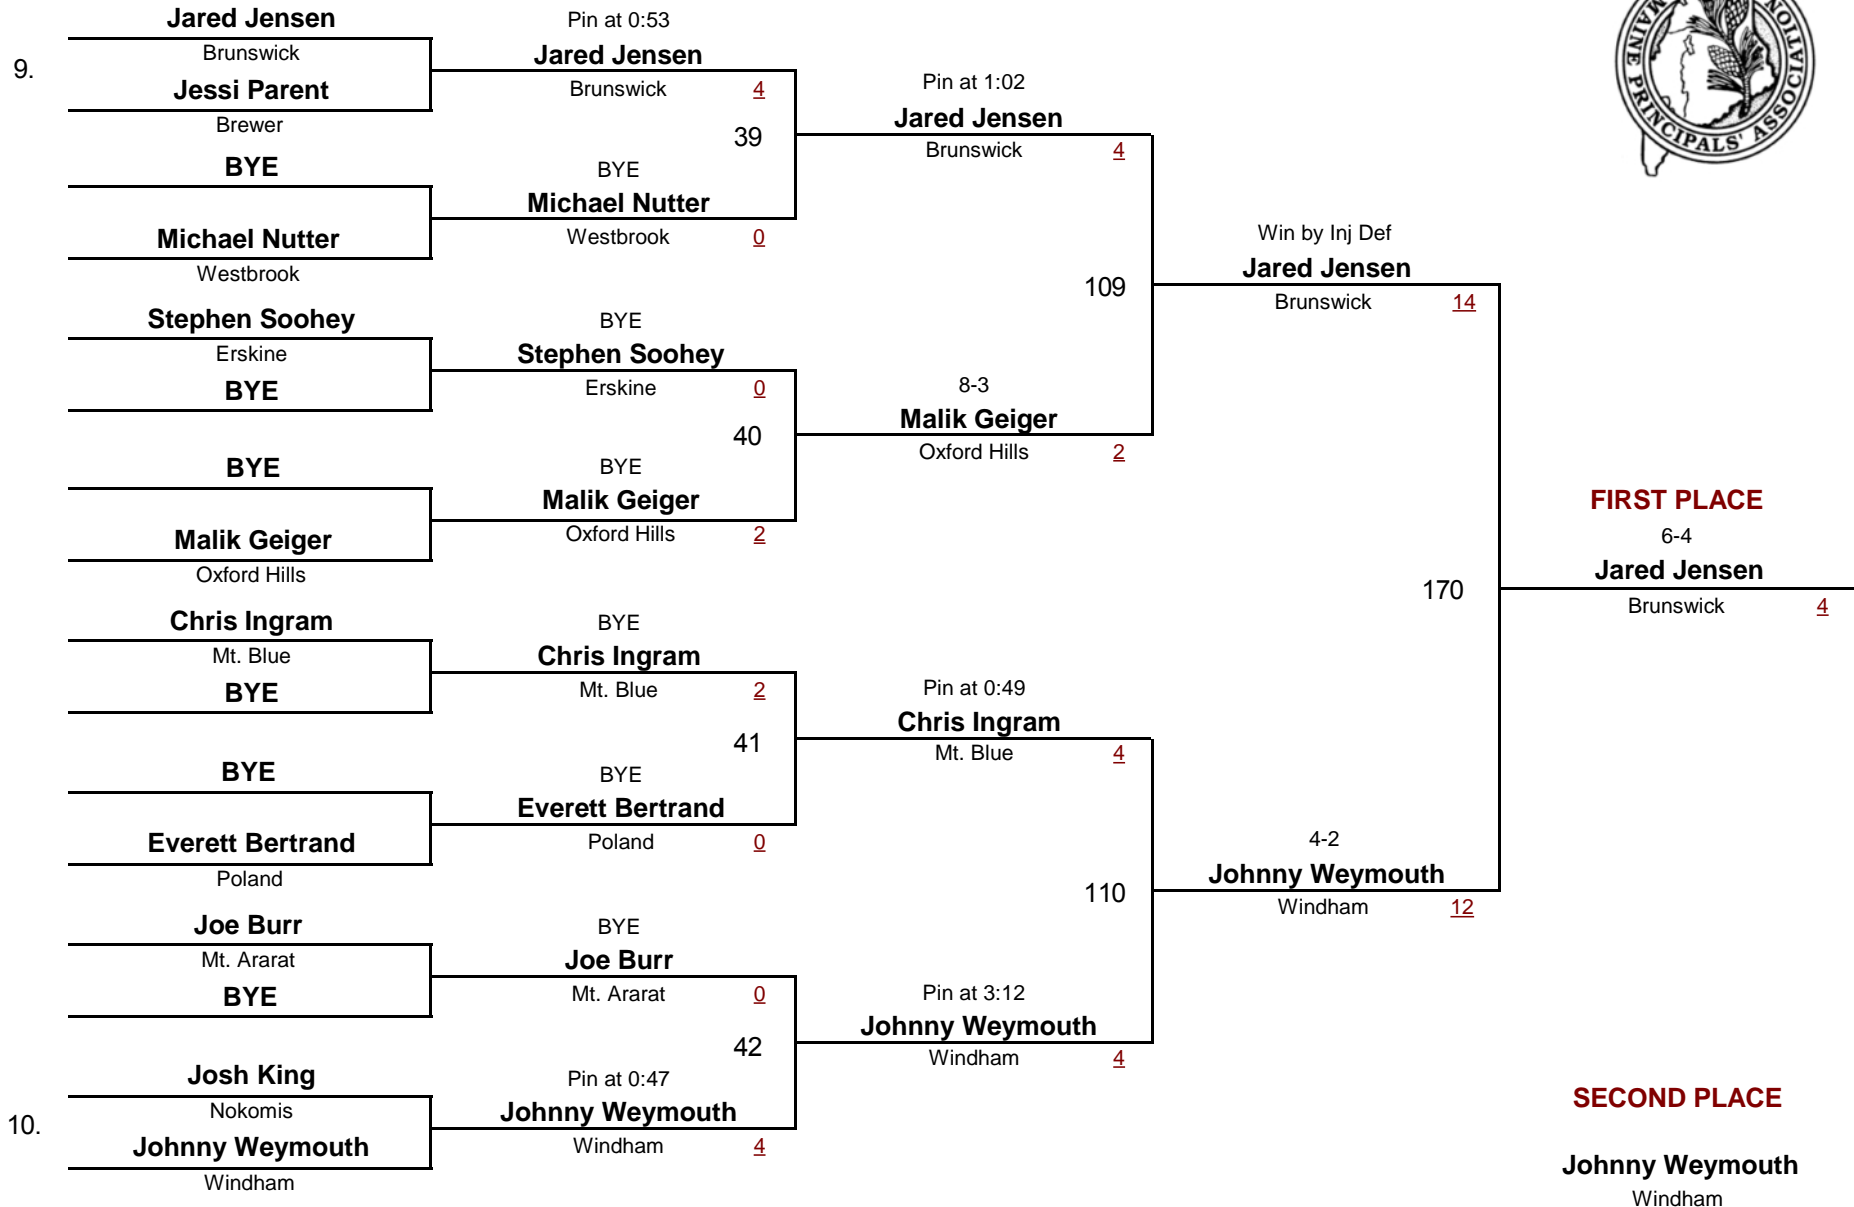 Jared Jensen
Brunswick
9.
Jessi Parent
Brewer
BYE
Michael Nutter
Westbrook
Stephen Soohey
Erskine
BYE
BYE
Malik Geiger
Oxford Hills
Chris Ingram
Mt. Blue
BYE
BYE
Everett Bertrand
Poland
Joe Burr
Mt. Ararat
BYE
Josh King
Nokomis
10.
Johnny Weymouth
Windham
Pin at 0:53
Jared Jensen
Brunswick 4
39
BYE
Michael Nutter
Westbrook 0
BYE
Stephen Soohey
Erskine 0
40
BYE
Malik Geiger
Oxford Hills 2
BYE
Chris Ingram
Mt. Blue 2
41
BYE
Everett Bertrand
Poland 0
BYE
Joe Burr
Mt. Ararat 0
42
Pin at 0:47
Johnny Weymouth
Windham 4
Pin at 1:02
Jared Jensen
Brunswick 4
109
8-3
Malik Geiger
Oxford Hills 2
Pin at 0:49
Chris Ingram
Mt. Blue 4
110
Pin at 3:12
Johnny Weymouth
Windham 4
Win by Inj Def
Jared Jensen
Brunswick 14
170
4-2
Johnny Weymouth
Windham 12
MAINE PRINCIPALS' ASSOCIATION
FIRST PLACE
6-4
Jared Jensen
Brunswick 4
SECOND PLACE
Johnny Weymouth
Windham